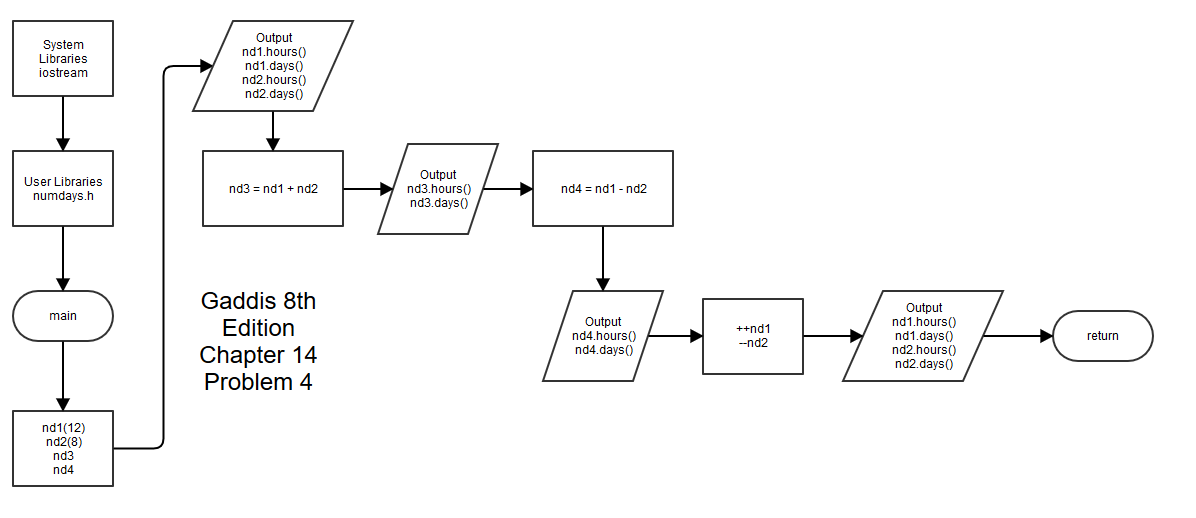 System
Libraries
iostream
User Libraries
numdays.h
main
nd1(12)
nd2(8)
nd3
nd4
Output
nd1.hours()
nd1.days()
nd2.hours()
nd2.days()
nd3 = nd1 + nd2
Output
nd3.hours()
nd3.days()
nd4 = nd1 - nd2
Output
nd4.hours()
nd4.days()
++nd1
--nd2
Output
nd1.hours()
nd1.days()
nd2.hours()
nd2.days()
return
Gaddis 8th
Edition
Chapter 14
Problem 4